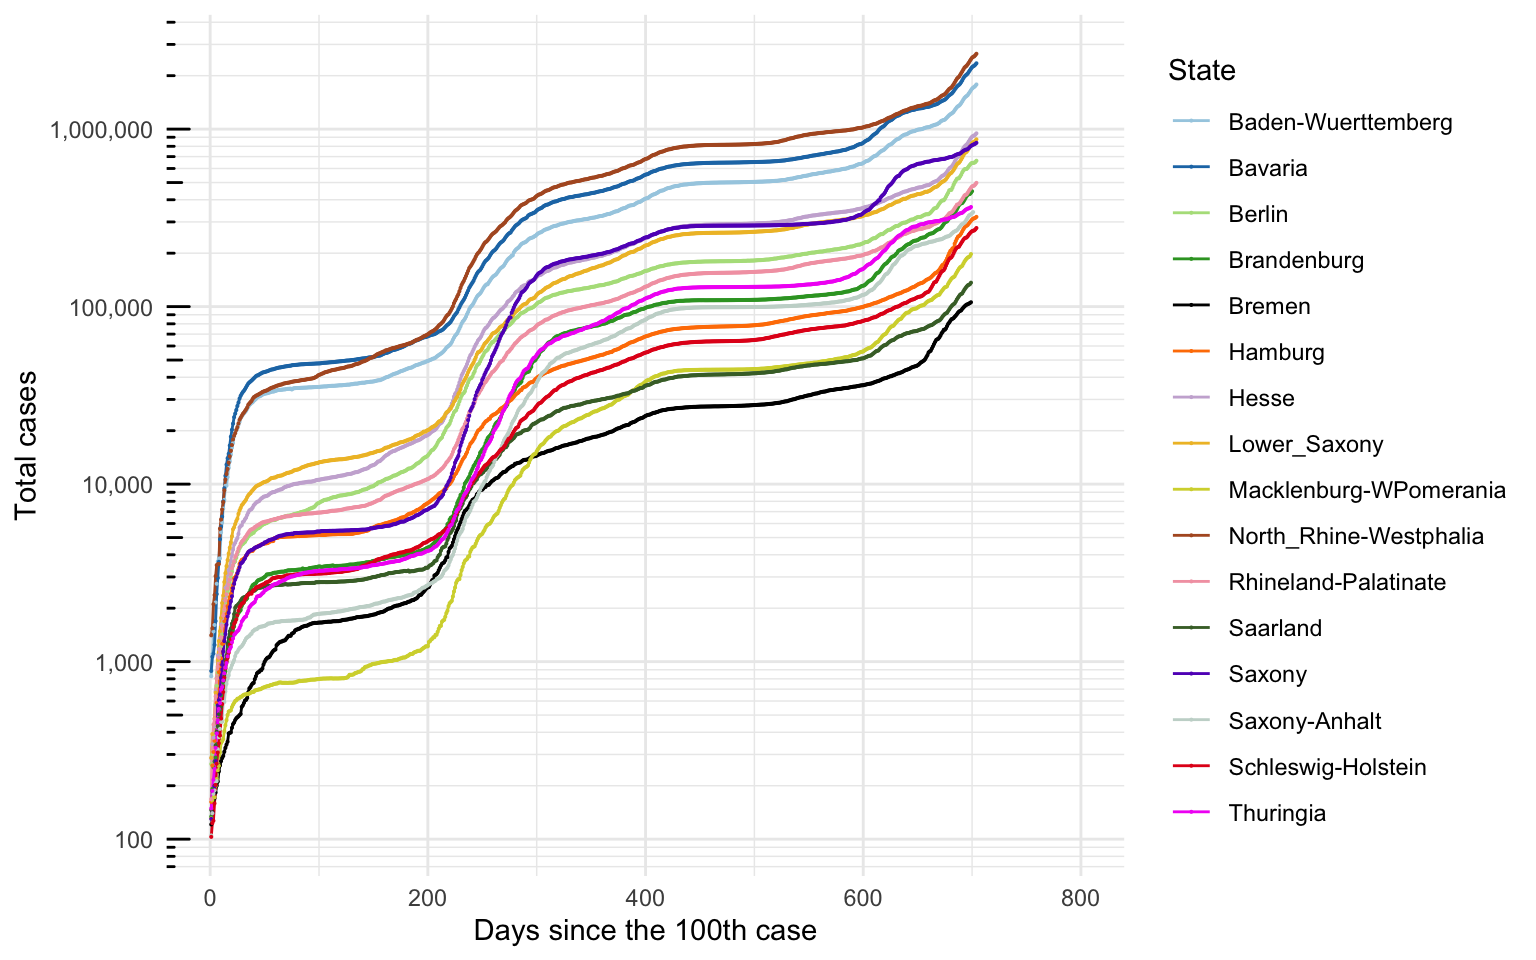 State
Baden-Wuerttemberg
Bavaria
Berlin
Brandenburg
Bremen
Hamburg
Hesse
Lower_Saxony
Macklenburg-WPomerania
North_Rhine-Westphalia
Rhineland-Palatinate
Saarland
Saxony
Saxony-Anhalt
Schleswig-Holstein
Thuringia
Total cases
1,000,000
100,000
10,000
1,000
100
0 200 400 600 800
Days since the 100th case